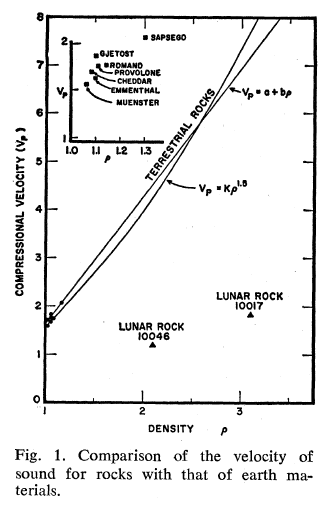 8
7
6
5
4
3
2
1
0
COMPRESSIONAL VELOCITY (Vp)
2
Vp
1
SAPSEGO
GJETOST
ROMANO
PROVOLONE
CHEDDAR
EMMENTHAL
MUENSTER
1.0 1.1 1.2 1.3
ρ
TERRESTRIAL ROCKS
Vp = a + bρ
Vp = Kρ1.5
LUNAR ROCK
10017
LUNAR ROCK
10046
1 2 3
DENSITY ρ
Fig. 1. Comparison of the velocity of
sound for rocks with that of earth ma-
terials.